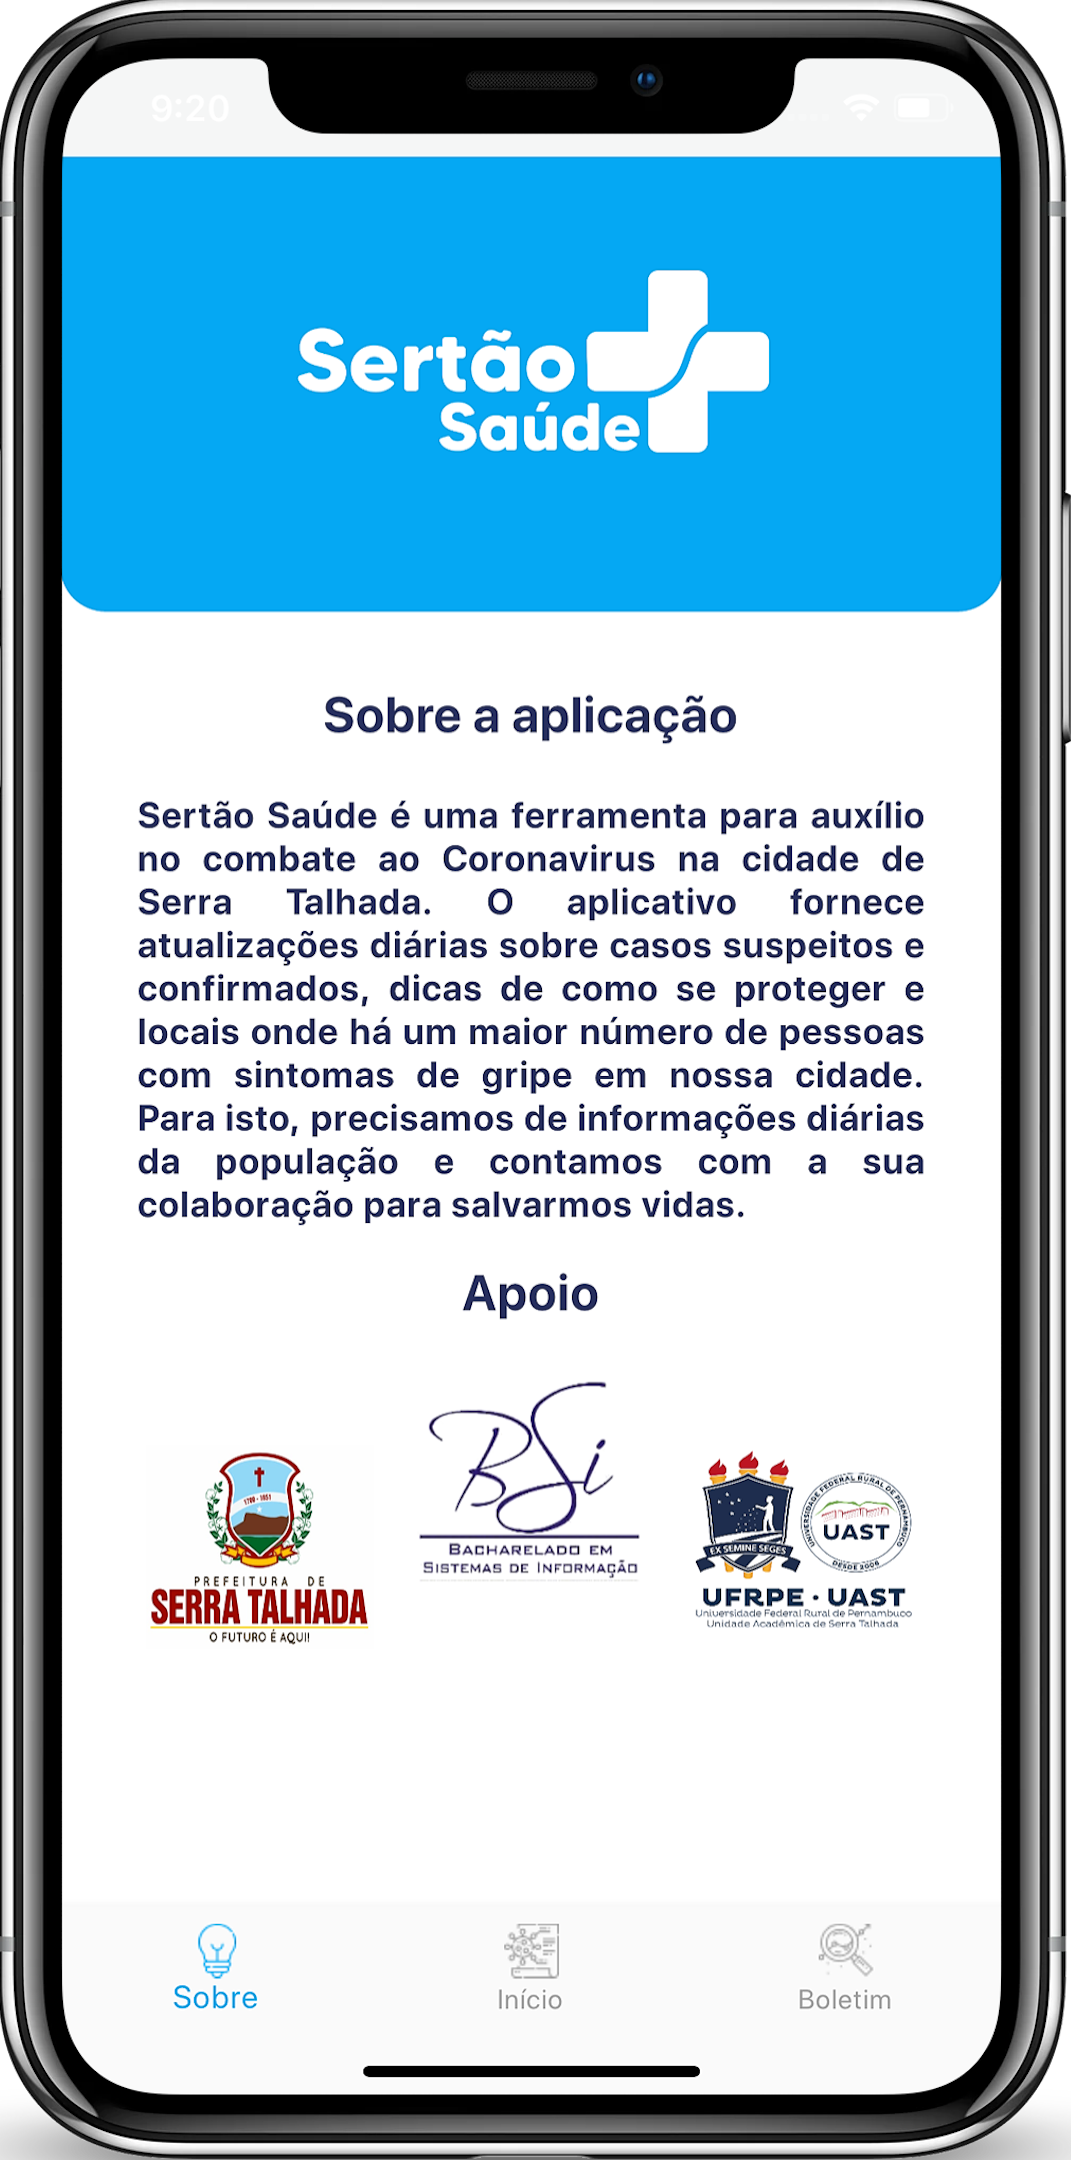 9:20
Sertão
Saúde
Sobre a aplicação
Sertão Saúde é uma ferramenta para auxílio
no combate ao Coronavirus na cidade de
Serra Talhada. O aplicativo fornece
atualizações diárias sobre casos suspeitos e
confirmados, dicas de como se proteger e
locais onde há um maior número de pessoas
com sintomas de gripe em nossa cidade.
Para isto, precisamos de informações diárias
da população e contamos com a sua
colaboração para salvarmos vidas.
Apoio
BSi
BACHARELADO EM
SISTEMAS DE INFORMAÇÃO
1700 - 1851
PREFEITURA DE
SERRA TALHADA
O FUTURO É AQUI!
EX SEMINE SEGES
UNIVERSIDADE FEDERAL RURAL DE PERNAMBUCO
UAST
DESDE 2006
UFRPE · UAST
Universidade Federal Rural de Pernambuco
Unidade Acadêmica de Serra Talhada
Sobre
Início
Boletim